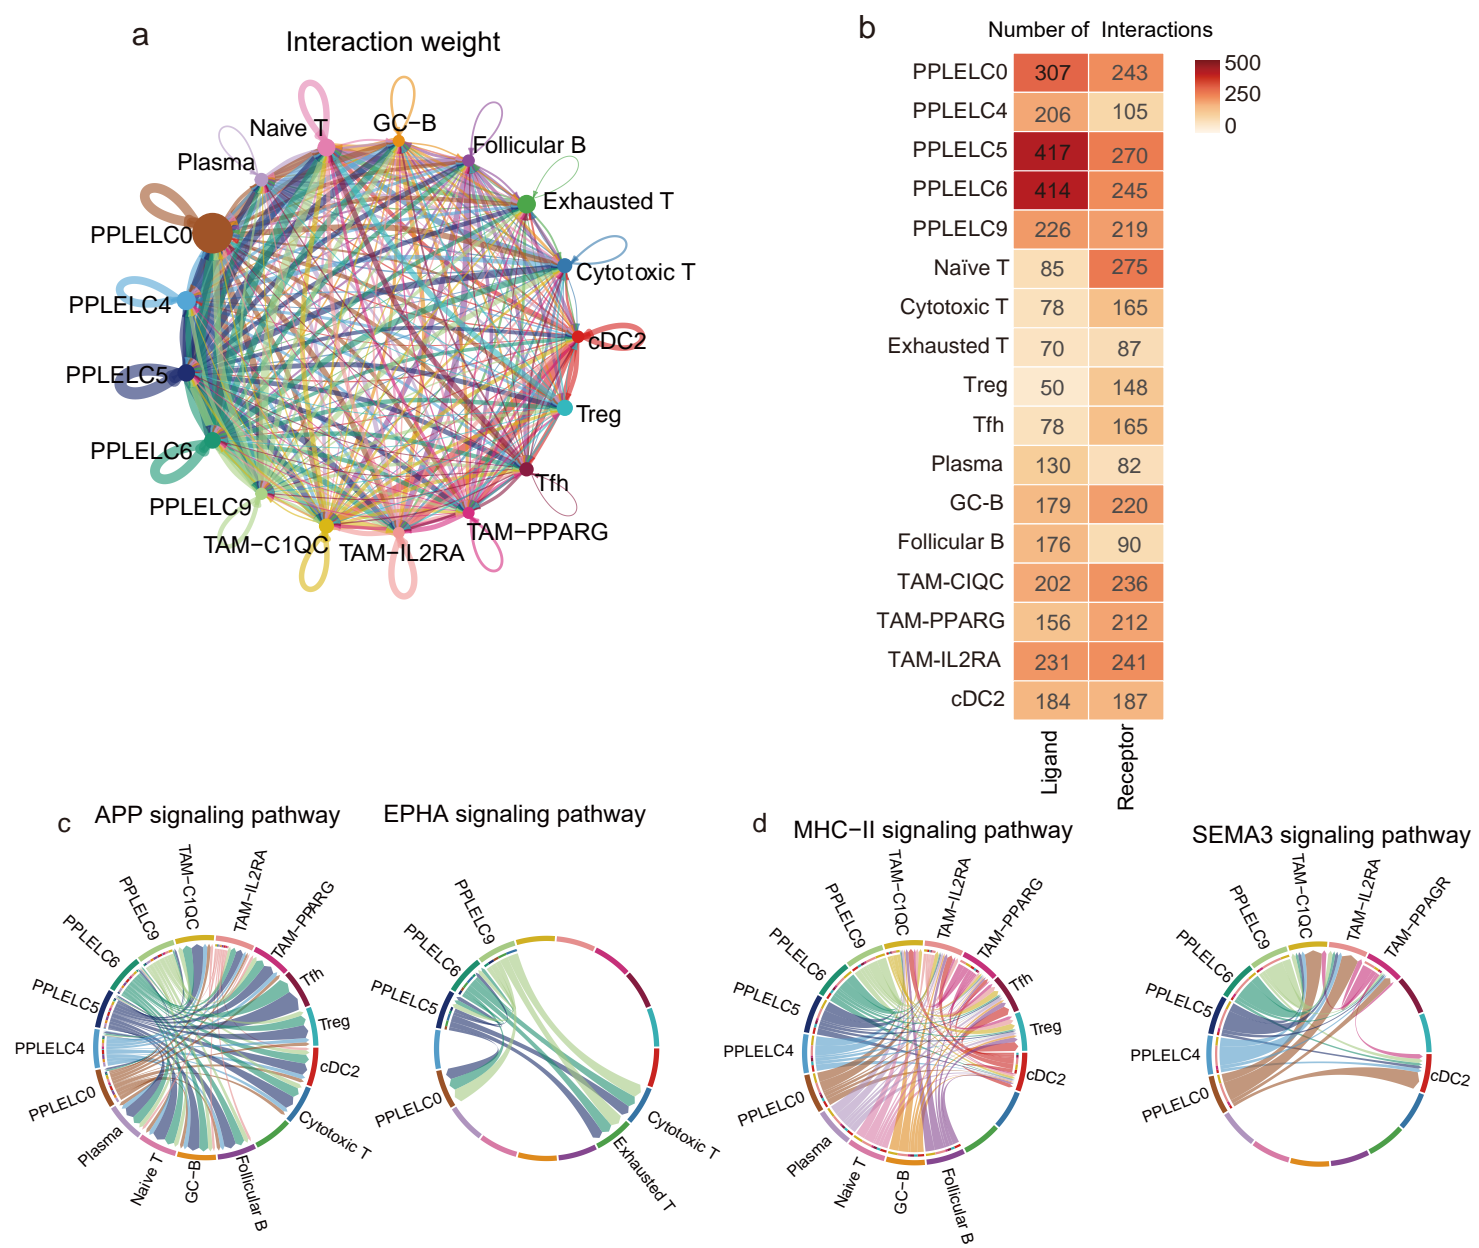 a
Interaction weight
Naive T
GC−B
Follicular B
Plasma
Exhausted T
PPLELC0
Cytotoxic T
PPLELC4
cDC2
PPLELC5
Treg
PPLELC6
Tfh
PPLELC9
TAM−C1QC
TAM−IL2RA
TAM−PPARG
b
Number of Interactions
PPLELC0 307 243
PPLELC4 206 105
PPLELC5 417 270
PPLELC6 414 245
PPLELC9 226 219
Naïve T 85 275
Cytotoxic T 78 165
Exhausted T 70 87
Treg 50 148
Tfh 78 165
Plasma 130 82
GC-B 179 220
Follicular B 176 90
TAM-CIQC 202 236
TAM-PPARG 156 212
TAM-IL2RA 231 241
cDC2 184 187
Ligand
Receptor
500
250
0
c
APP signaling pathway
TAM−C1QC
TAM−IL2RA
PPLELC9
TAM−PPARG
PPLELC6
Tfh
PPLELC5
Treg
PPLELC4
cDC2
PPLELC0
Cytotoxic T
Plasma
Naive T
GC−B
Follicular B
EPHA signaling pathway
PPLELC9
PPLELC6
PPLELC5
PPLELC0
Cytotoxic T
Exhausted T
d
MHC−II signaling pathway
TAM−C1QC
TAM−IL2RA
PPLELC9
TAM−PPARG
PPLELC6
Tfh
PPLELC5
Treg
PPLELC4
cDC2
PPLELC0
Plasma
Naive T
GC−B
Follicular B
SEMA3 signaling pathway
TAM−C1QC
TAM−IL2RA
PPLELC9
TAM−PPAGR
PPLELC6
PPLELC5
PPLELC4
cDC2
PPLELC0